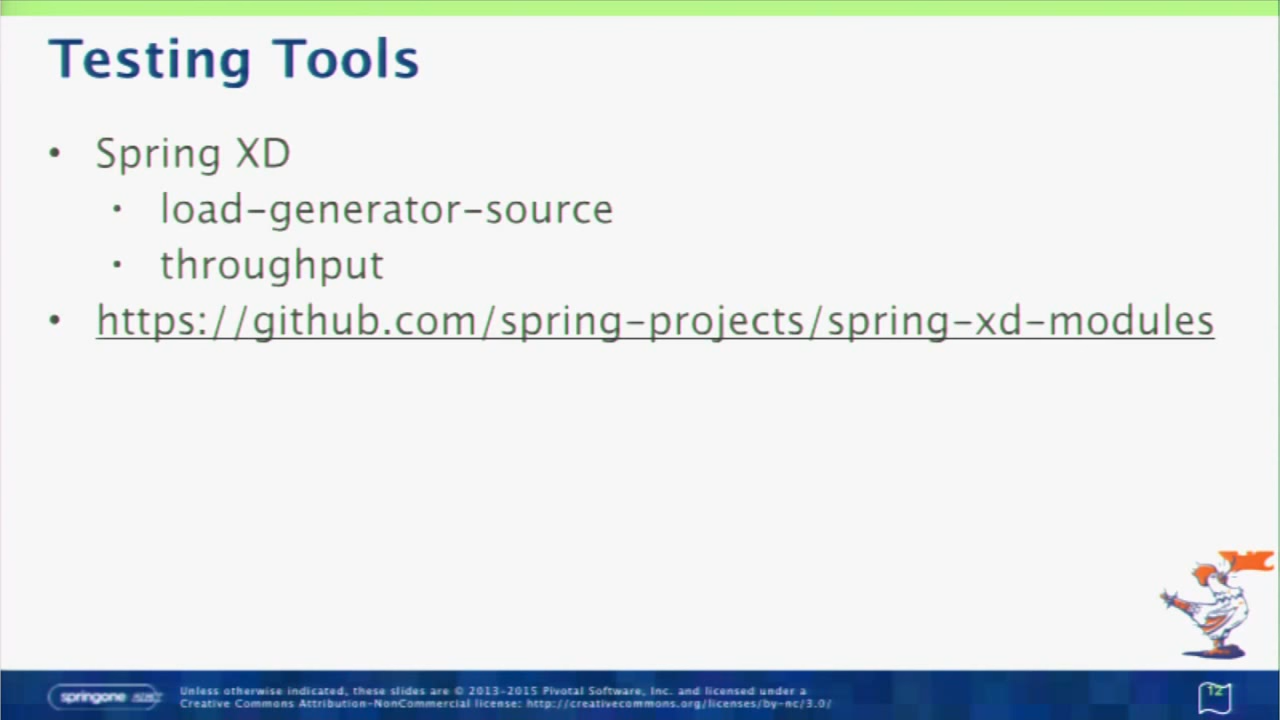 Testing Tools
• Spring XD
• load-generator-source
• throughput
• https://github.com/spring-projects/spring-xd-modules
springone
Unless otherwise indicated, these slides are © 2013-2015 Pivotal Software, Inc. and licensed under a
Creative Commons Attribution-NonCommercial license: http://creativecommons.org/licenses/by-nc/3.0/
12